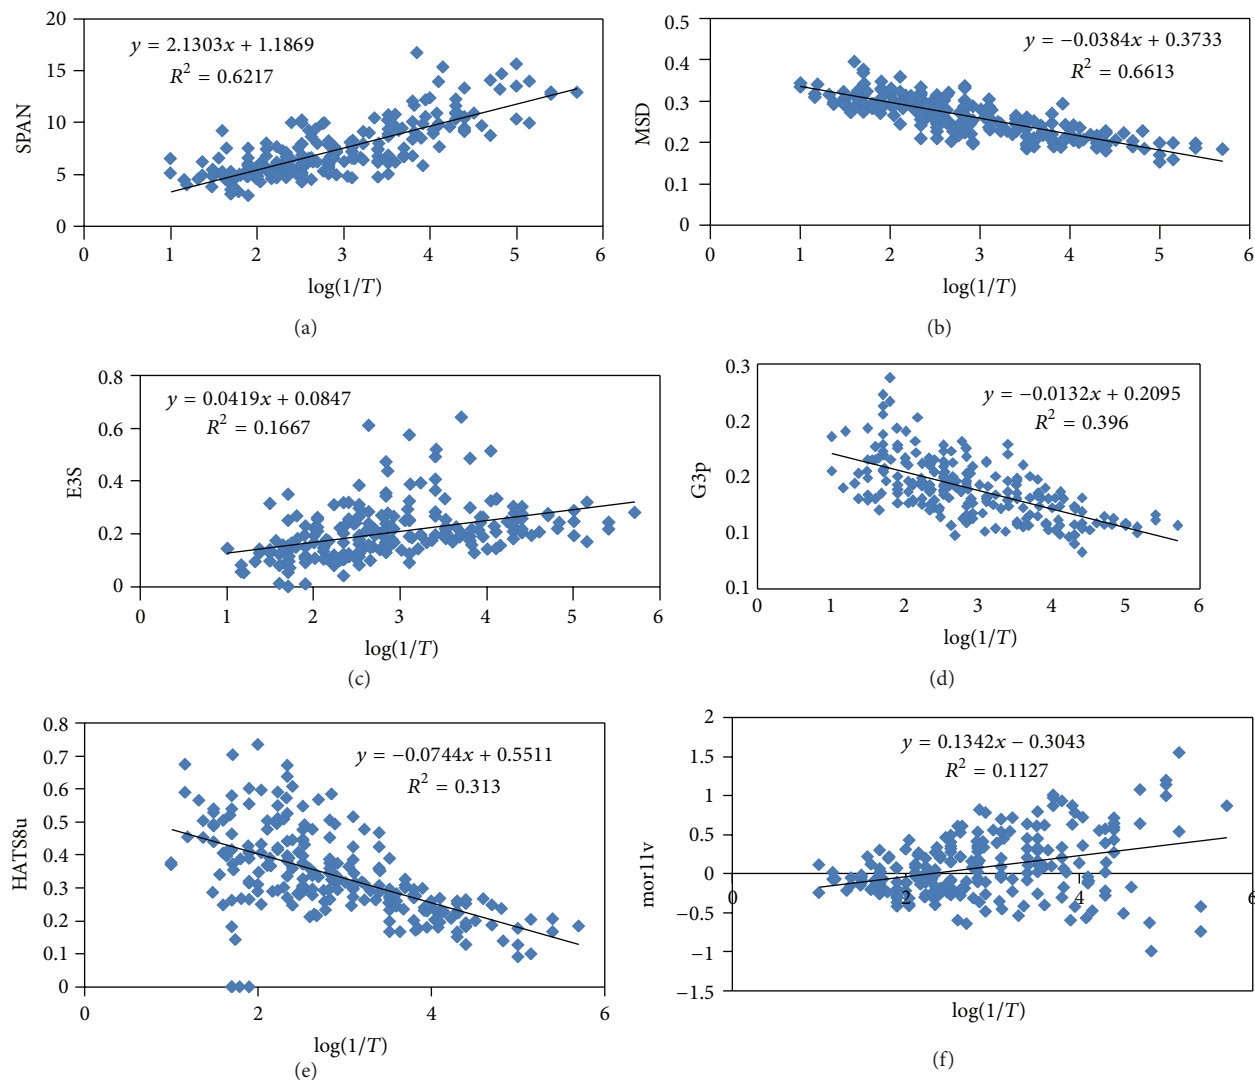 20
15
10
5
0
SPAN
y = 2.1303x + 1.1869
R² = 0.6217
0 1 2 3 4 5 6
log(1/T)
(a)
0.5
0.4
0.3
0.2
0.1
0
MSD
y = −0.0384x + 0.3733
R² = 0.6613
0 1 2 3 4 5 6
log(1/T)
(b)
0.8
0.6
0.4
0.2
0
E3S
y = 0.0419x + 0.0847
R² = 0.1667
0 1 2 3 4 5 6
log(1/T)
(c)
0.3
0.2
0.2
0.1
0.1
G3p
y = −0.0132x + 0.2095
R² = 0.396
0 1 2 3 4 5 6
log(1/T)
(d)
0.8
0.7
0.6
0.5
0.4
0.3
0.2
0.1
0
HATS8u
y = −0.0744x + 0.5511
R² = 0.313
0 2 4 6
log(1/T)
(e)
2
1.5
1
0.5
0
−0.5
−1
−1.5
mor11v
y = 0.1342x − 0.3043
R² = 0.1127
0 2 4 6
log(1/T)
(f)